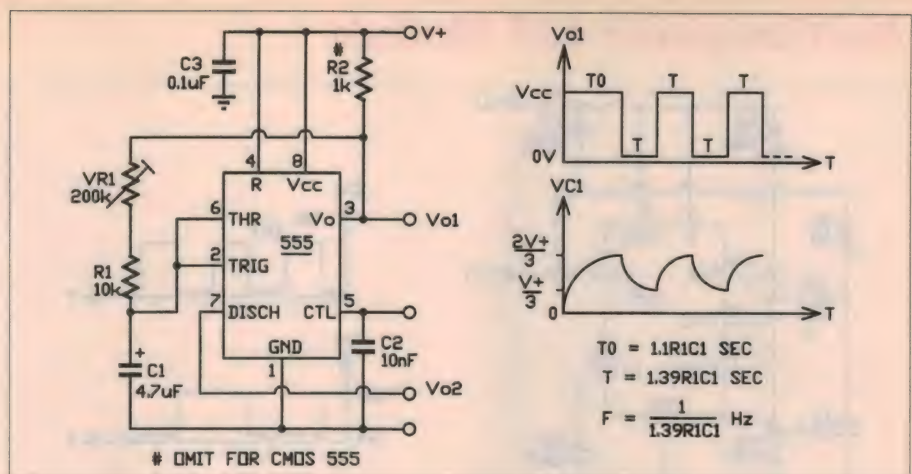 V+
C3
0.1uF
#
R2
1k
4
8
R
Vcc
VR1
200k
6
THR
Vo
3
Vo1
555
2
TRIG
R1
10k
7
DISCH
CTL
5
GND
1
C2
10nF
+
C1
4.7uF
Vo2
# OMIT FOR CMOS 555
Vo1
Vcc
T0
T
T
T
T
0V
T
VC1
2V+
3
V+
3
0
T
T0 = 1.1R1C1 SEC
T = 1.39R1C1 SEC
F = 1 Hz
1.39R1C1